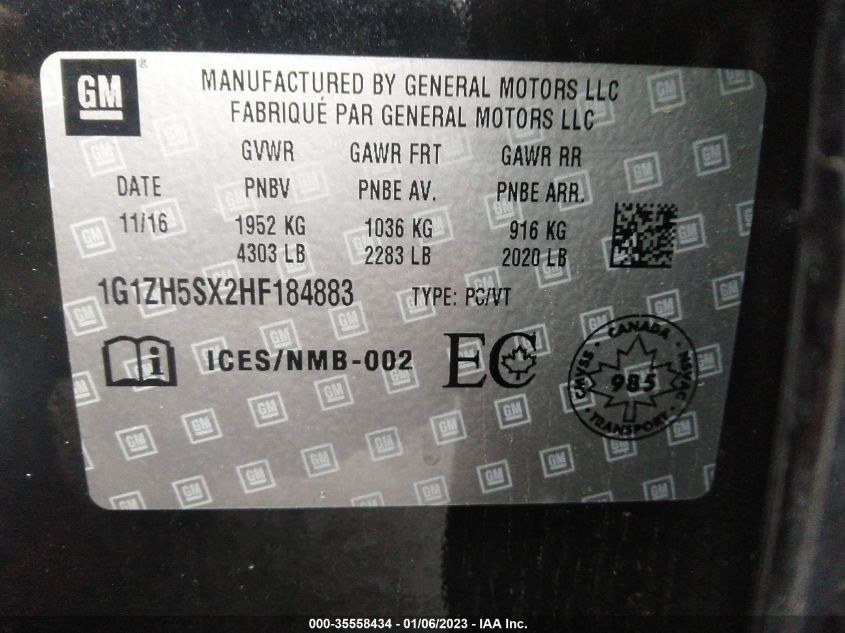 GM ®
MANUFACTURED BY GENERAL MOTORS LLC
FABRIQUÉ PAR GENERAL MOTORS LLC
GVWR GAWR FRT GAWR RR
DATE PNBV PNBE AV. PNBE ARR.
11/16 1952 KG 1036 KG 916 KG
4303 LB 2283 LB 2020 LB
1G1ZH5SX2HF184883 TYPE: PC/VT
i ICES/NMB-002 EC
CANADA
CMVSS 985 NSVAC
TRANSPORT
000-35558434 - 01/06/2023 - IAA Inc.